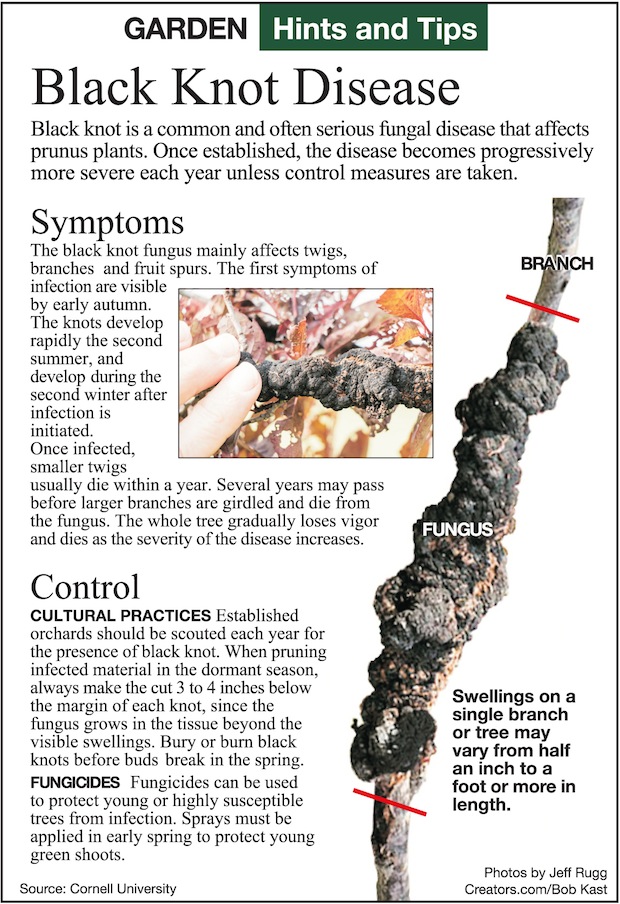 GARDEN Hints and Tips
Black Knot Disease
Black knot is a common and often serious fungal disease that affects
prunus plants. Once established, the disease becomes progressively
more severe each year unless control measures are taken.
Symptoms
The black knot fungus mainly affects twigs,
branches and fruit spurs. The first symptoms of
infection are visible
by early autumn.
The knots develop
rapidly the second
summer, and
develop during the
second winter after
infection is
initiated.
Once infected,
smaller twigs
usually die within a year. Several years may pass
before larger branches are girdled and die from
the fungus. The whole tree gradually loses vigor
and dies as the severity of the disease increases.
Control
CULTURAL PRACTICES Established
orchards should be scouted each year for
the presence of black knot. When pruning
infected material in the dormant season,
always make the cut 3 to 4 inches below
the margin of each knot, since the
fungus grows in the tissue beyond the
visible swellings. Bury or burn black
knots before buds break in the spring.
FUNGICIDES Fungicides can be used
to protect young or highly susceptible
trees from infection. Sprays must be
applied in early spring to protect young
green shoots.
Source: Cornell University
BRANCH
FUNGUS
Swellings on a
single branch
or tree may
vary from half
an inch to a
foot or more in
length.
Photos by Jeff Rugg
Creators.com/Bob Kast